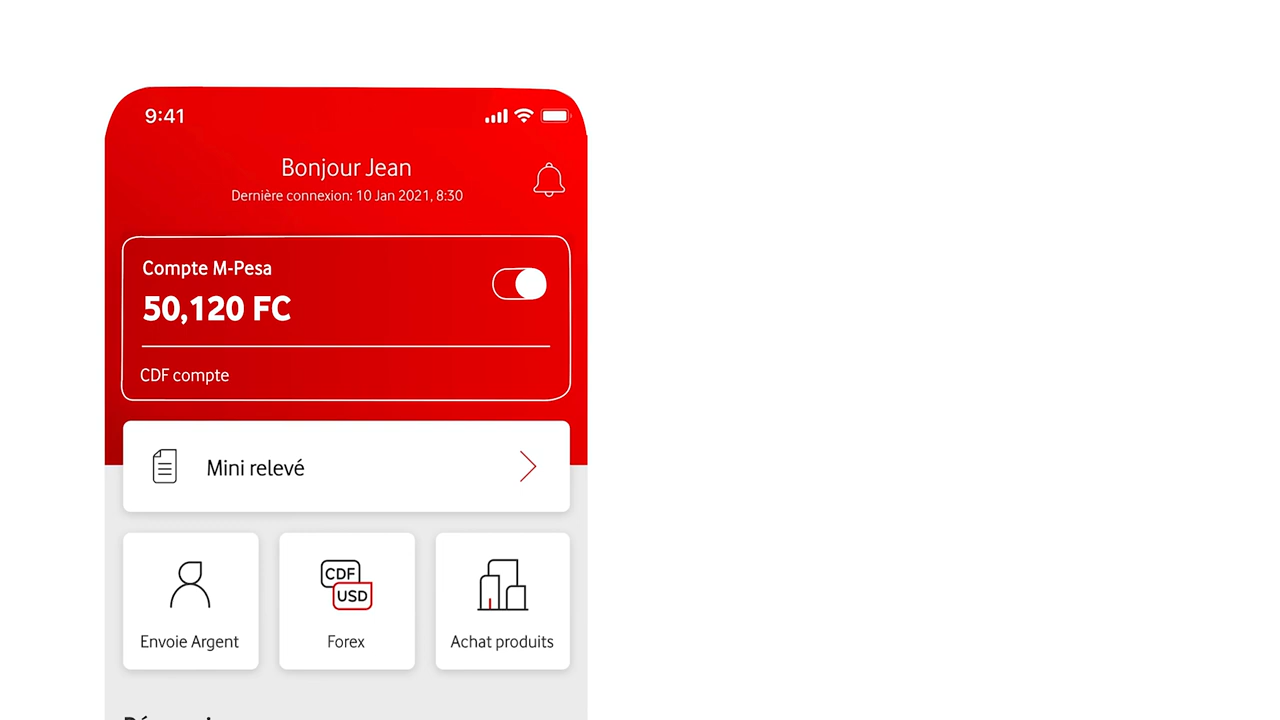 9:41
Bonjour Jean
Dernière connexion: 10 Jan 2021, 8:30
Compte M-Pesa
50,120 FC
CDF compte
Mini relevé
CDF
USD
Envoie Argent
Forex
Achat produits